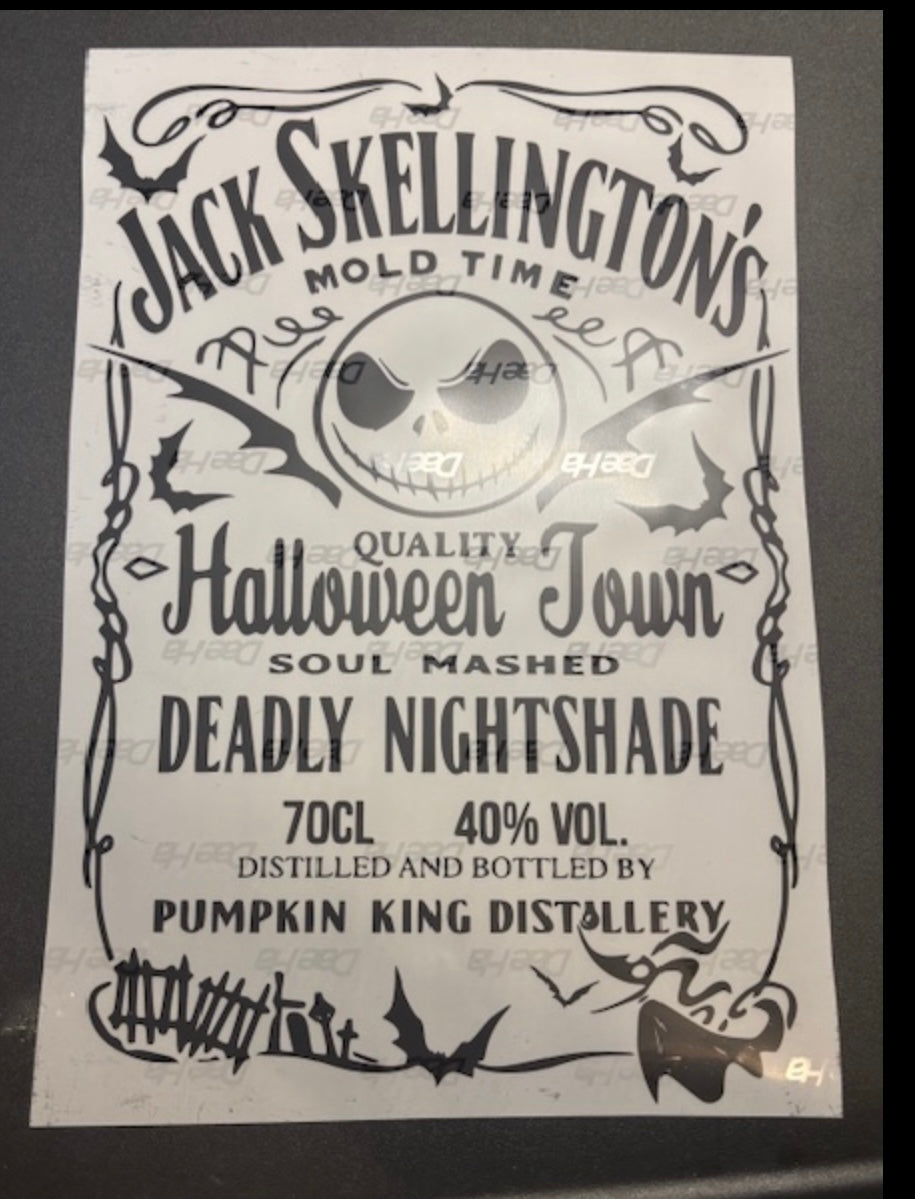 JACK SKELLINGTON'S
MOLD TIME
QUALITY
Halloween Town
SOUL MASHED
DEADLY NIGHTSHADE
70CL 40% VOL.
DISTILLED AND BOTTLED BY
PUMPKIN KING DISTILLERY
DaeHa